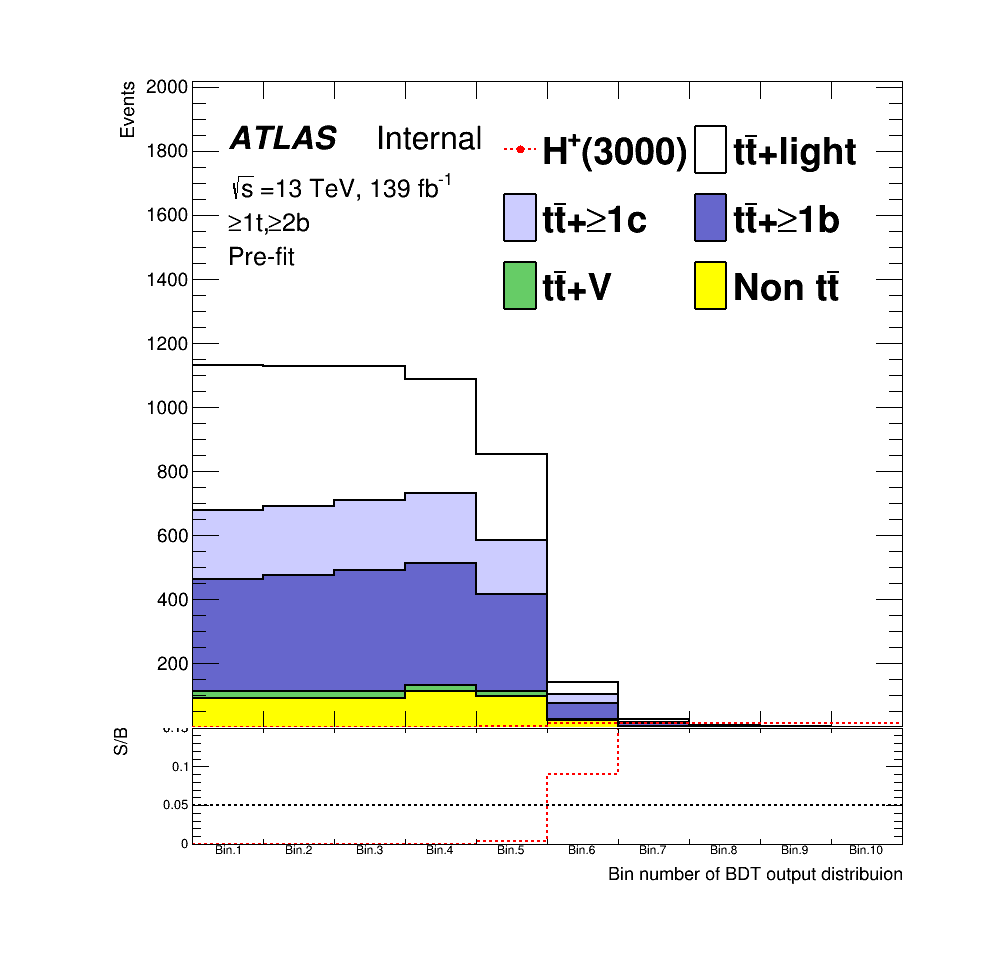 Events
2000
1800
1600
1400
1200
1000
800
600
400
200
ATLAS Internal
√s =13 TeV, 139 fb⁻¹
≥1t,≥2b
Pre-fit
H⁺(3000)
tt̄+light
tt̄+≥1c
tt̄+≥1b
tt̄+V
Non tt̄
S/B
0.15
0.1
0.05
0
Bin.1 Bin.2 Bin.3 Bin.4 Bin.5 Bin.6 Bin.7 Bin.8 Bin.9 Bin.10
Bin number of BDT output distribuion